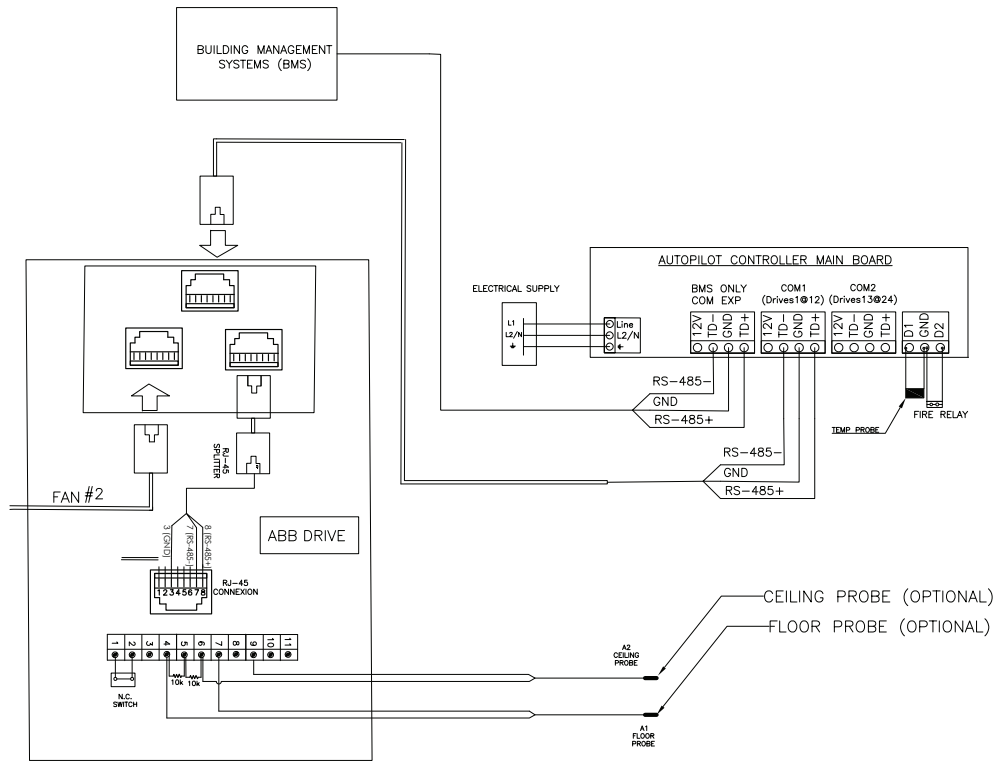 BUILDING MANAGEMENT
SYSTEMS (BMS)
AUTOPILOT CONTROLLER MAIN BOARD
ELECTRICAL SUPPLY
L1
L2/N
Line
L2/N
BMS ONLY
COM EXP
COM1
(Drives1@12)
COM2
(Drives13@24)
12V
TD-
GND
TD+
12V
TD-
GND
TD+
12V
TD-
GND
TD+
D1
GND
D2
RS-485-
GND
RS-485+
TEMP PROBE
FIRE RELAY
RS-485-
GND
RS-485+
RJ-45
SPLITTER
FAN #2
3 (GND)
7 (RS-485-)
8 (RS-485+)
ABB DRIVE
12345678
RJ-45
CONNEXION
1 2 3 4 5 6 7 8 9 10 11
10k
10k
N.C.
SWITCH
CEILING PROBE (OPTIONAL)
FLOOR PROBE (OPTIONAL)
A2
CEILING
PROBE
A1
FLOOR
PROBE